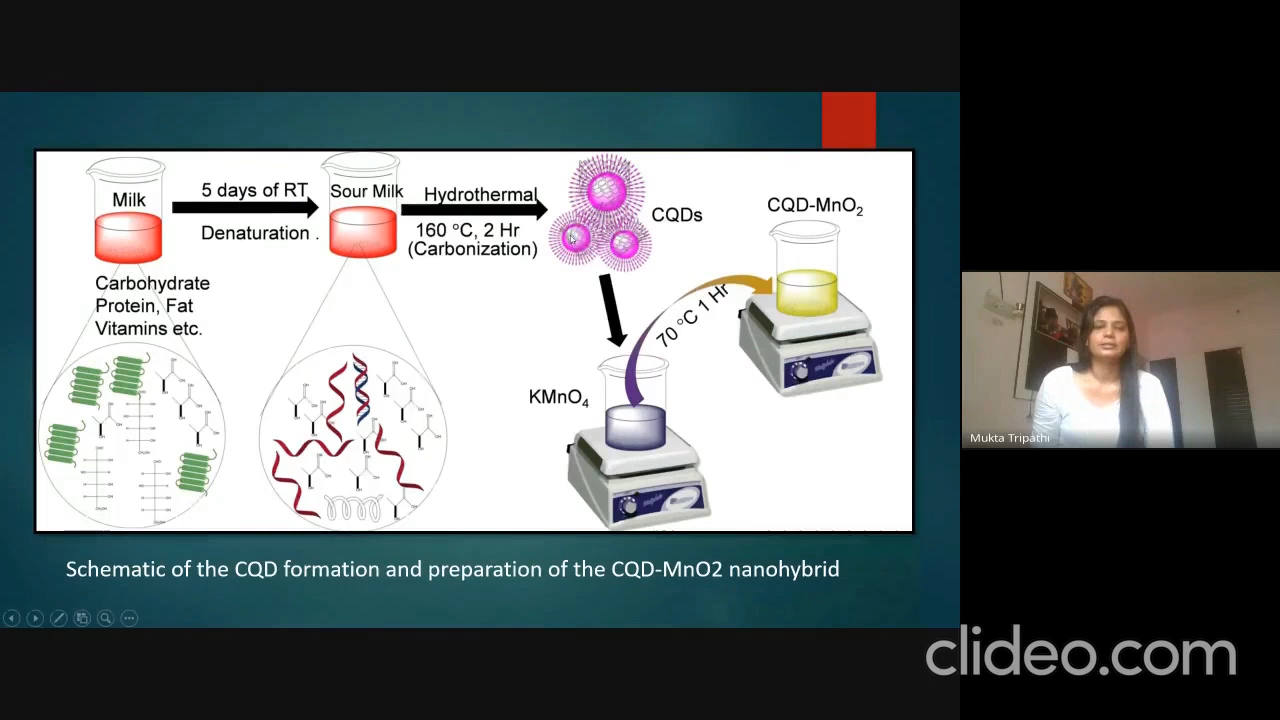 Milk
5 days of RT
Denaturation .
Sour Milk
Hydrothermal
160 °C, 2 Hr
(Carbonization)
CQDs
CQD-MnO2
Carbohydrate
Protein, Fat
Vitamins etc.
70 °C 1 Hr
KMnO4
Schematic of the CQD formation and preparation of the CQD-MnO2 nanohybrid
Mukta Tripathi
clideo.com